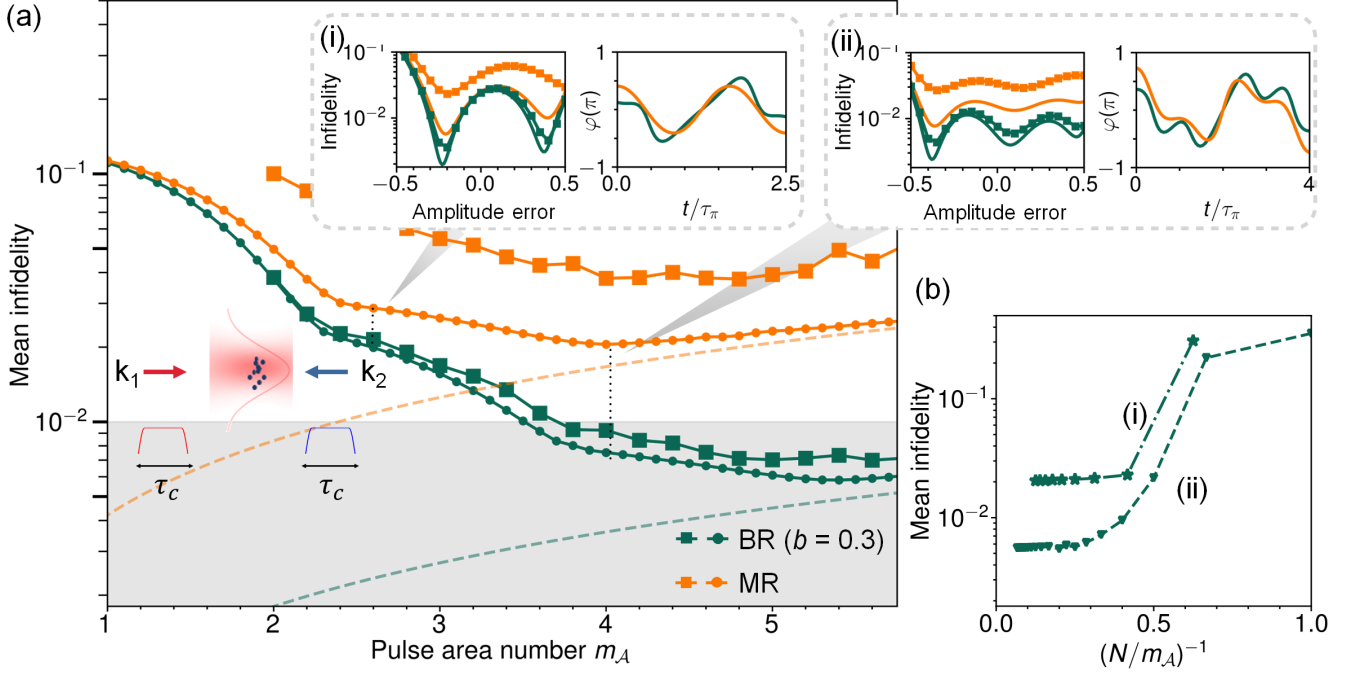 (a)
(i)
Infidelity
10⁻¹
10⁻²
−0.5
0.0
0.5
Amplitude error
φ(π)
1
−1
0.0
2.5
t/τ_π
(ii)
Infidelity
10⁻¹
10⁻²
−0.5
0.0
0.5
Amplitude error
φ(π)
1
−1
0
4
t/τ_π
Mean infidelity
10⁻¹
10⁻²
k₁
k₂
τ_c
τ_c
BR (b = 0.3)
MR
1
2
3
4
5
Pulse area number m_𝒜
(b)
Mean infidelity
10⁻¹
10⁻²
(i)
(ii)
0.0
0.5
1.0
(N/m_𝒜)⁻¹